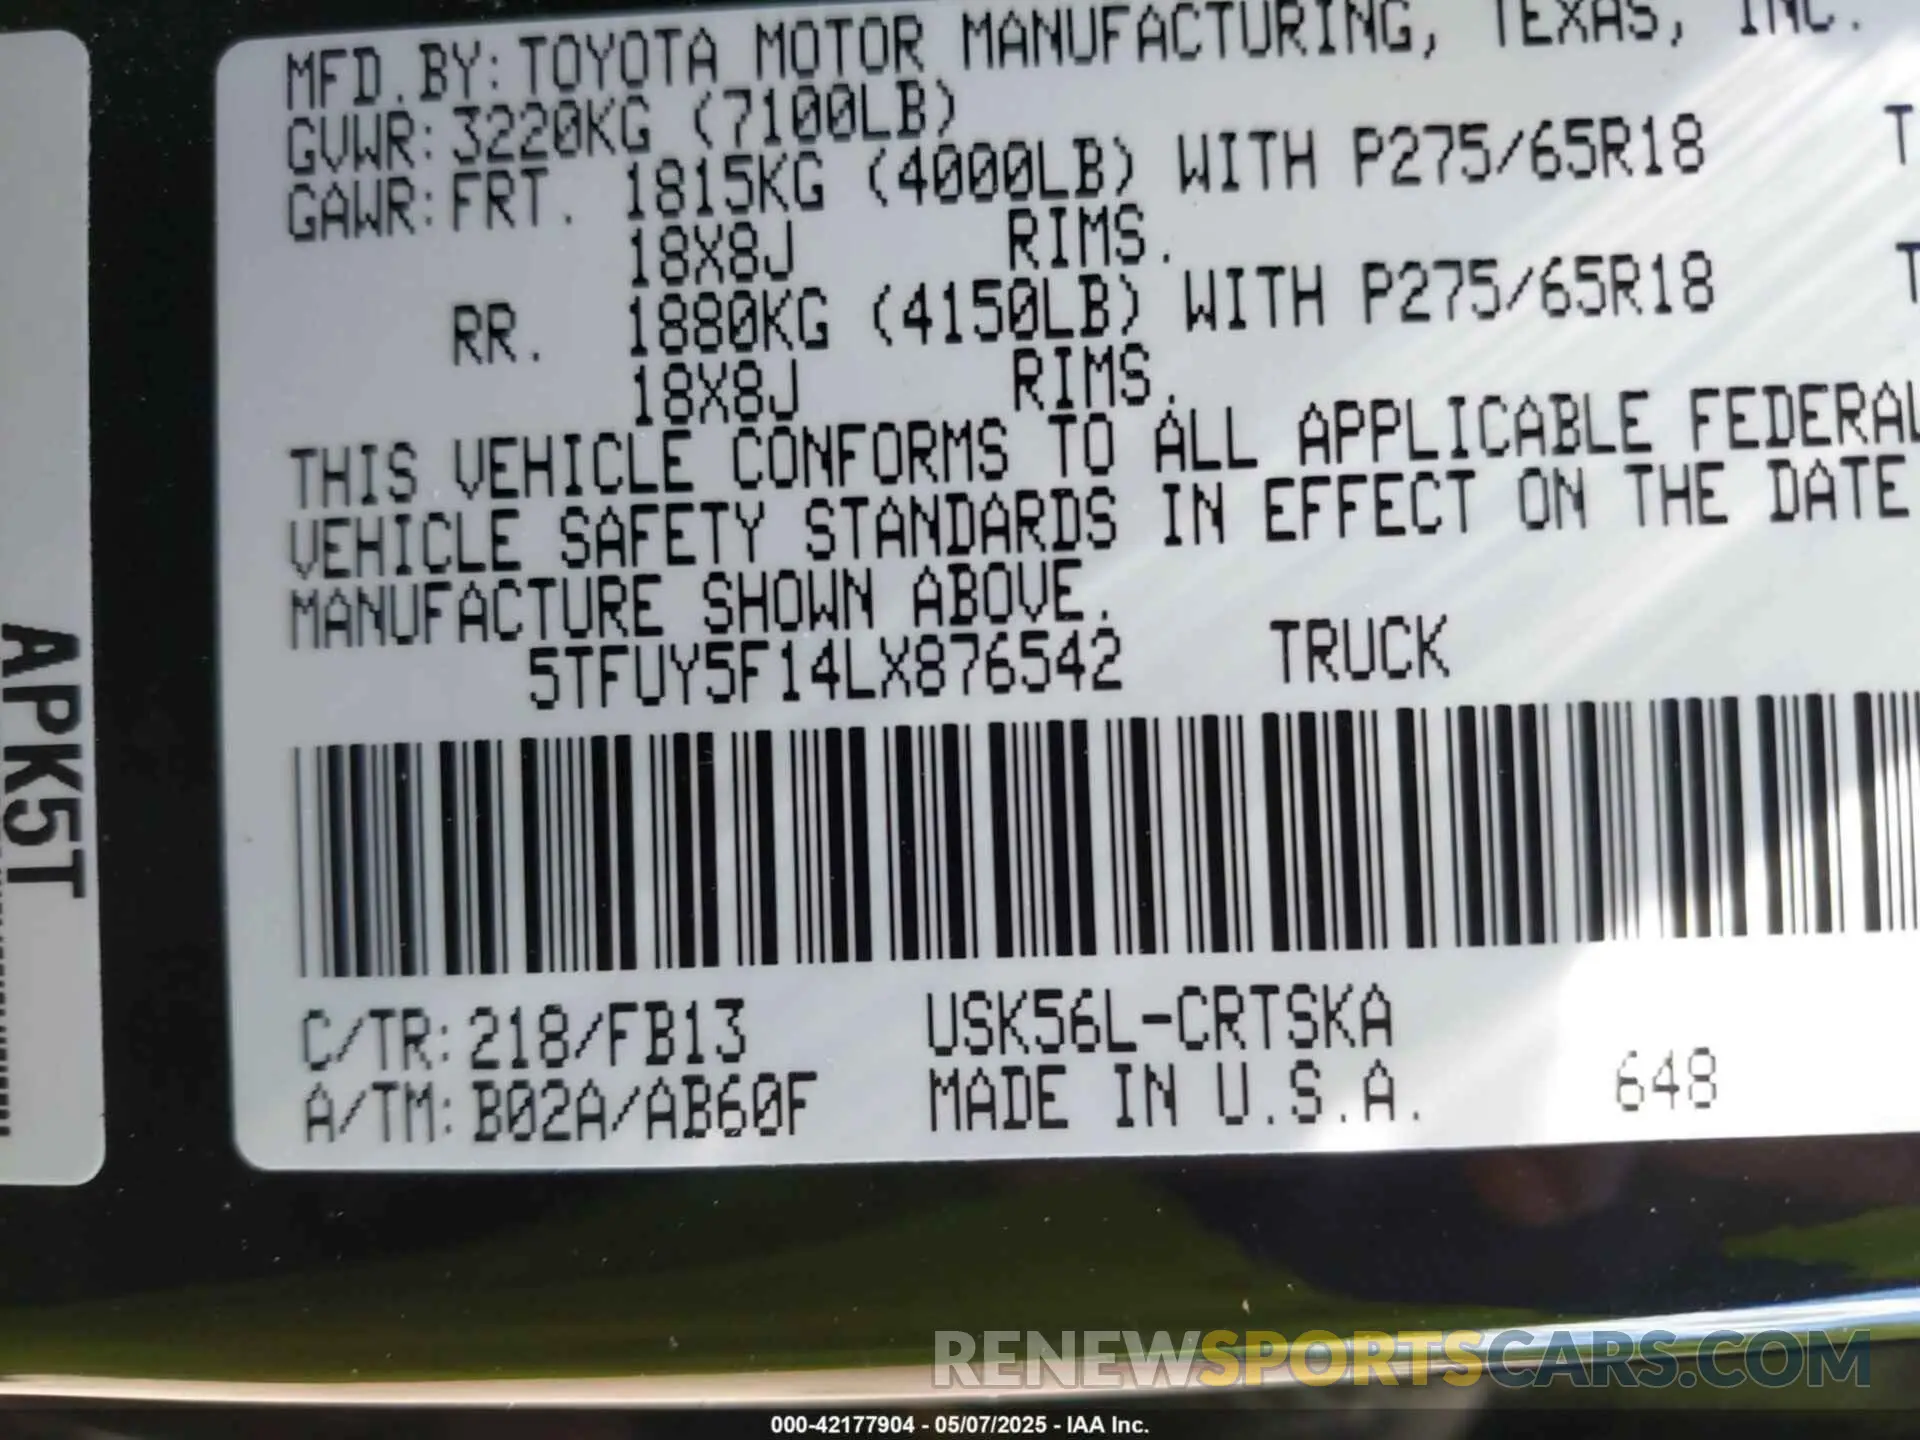 MFD.BY: TOYOTA MOTOR MANUFACTURING, TEXAS, INC.
GVWR: 3220KG (7100LB)
GAWR: FRT. 1815KG (4000LB) WITH P275/65R18 T
18X8J RIMS.
RR. 1880KG (4150LB) WITH P275/65R18 T
18X8J RIMS.
THIS VEHICLE CONFORMS TO ALL APPLICABLE FEDERAL
VEHICLE SAFETY STANDARDS IN EFFECT ON THE DATE
MANUFACTURE SHOWN ABOVE.
5TFUY5F14LX876542 TRUCK
C/TR: 218/FB13 USK56L-CRTSKA
A/TM: B02A/AB60F MADE IN U.S.A. 648
APK5T
RENEWSPORTSCARS.COM
000-42177904 - 05/07/2025 - IAA Inc.